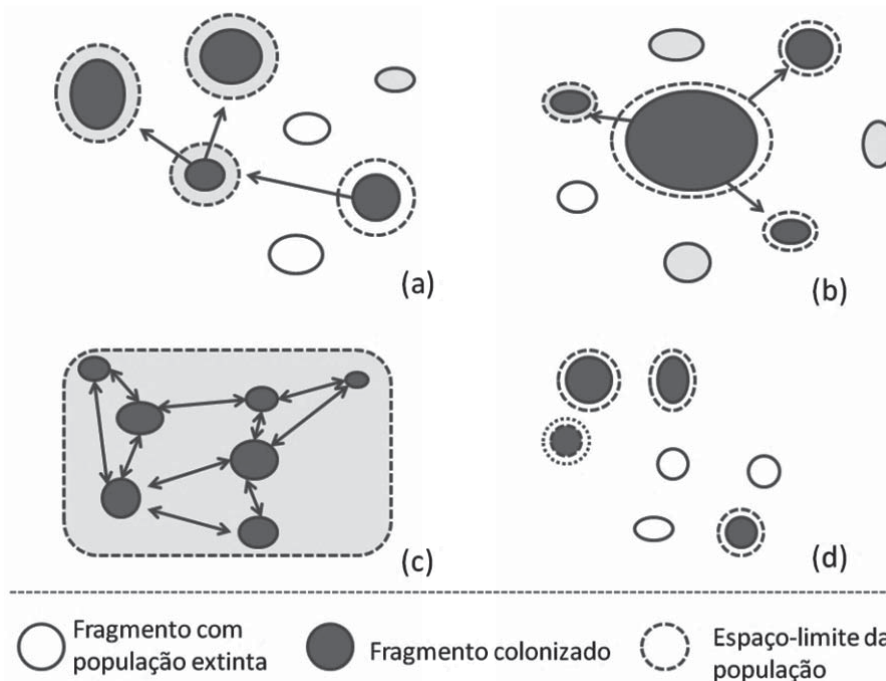 (a)
(b)
(c)
(d)
Fragmento com
população extinta
Fragmento colonizado
Espaço-limite da
população